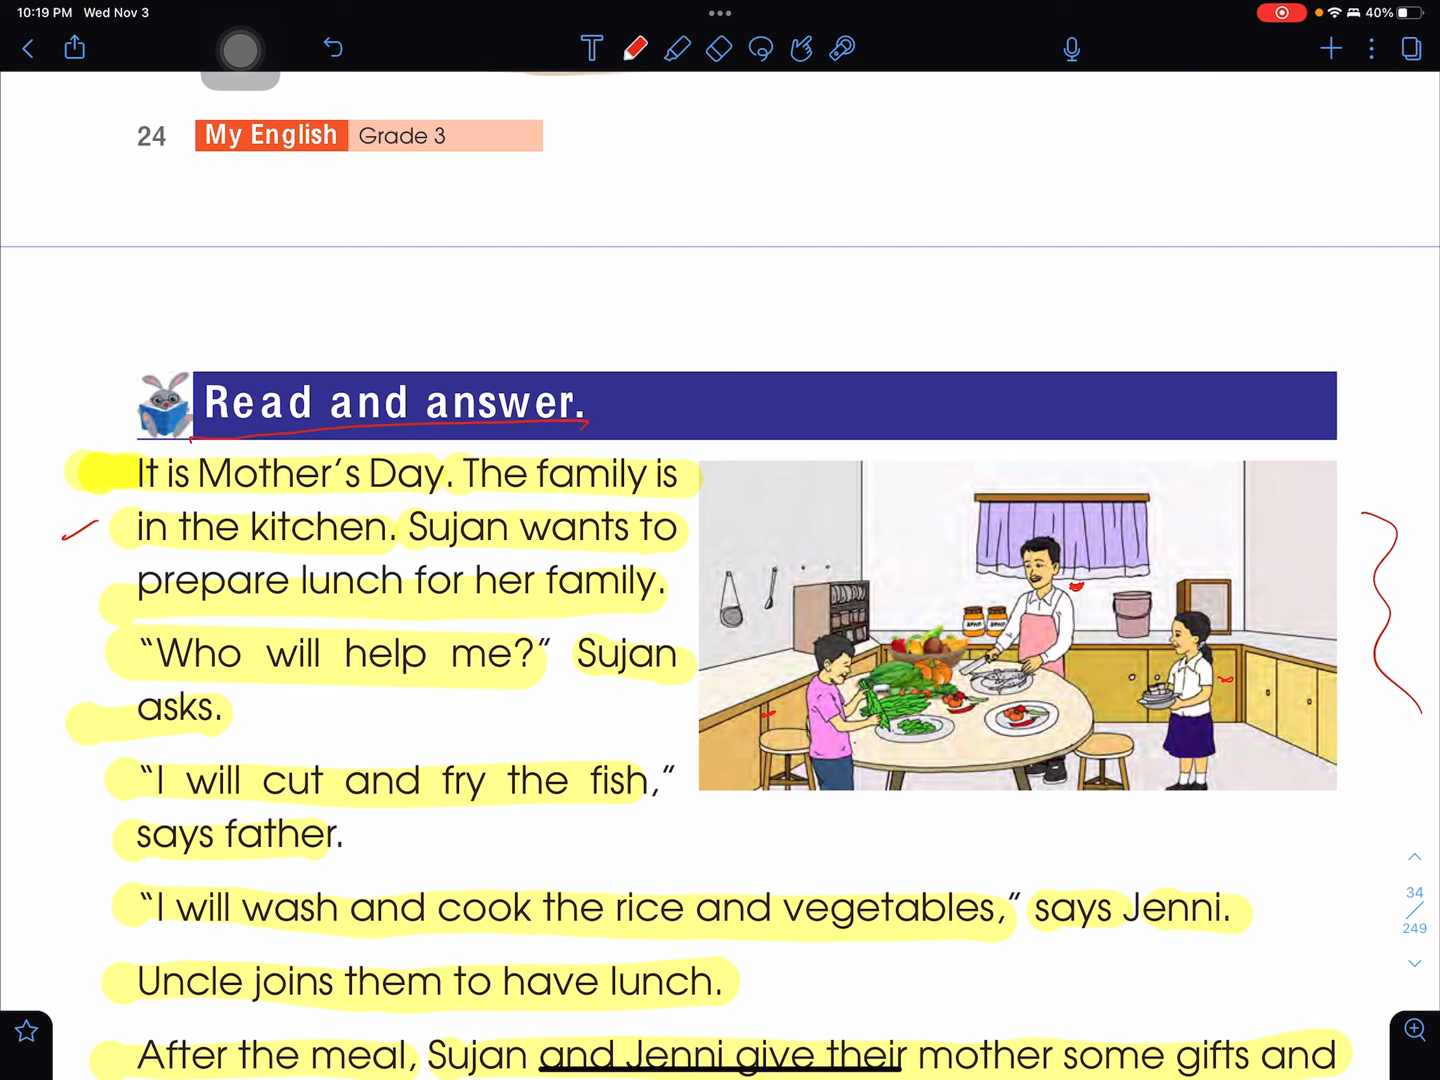 10:19 PM Wed Nov 3
40%
24 My English Grade 3
Read and answer.
It is Mother's Day. The family is
in the kitchen. Sujan wants to
prepare lunch for her family.
“Who will help me?” Sujan
asks.
“I will cut and fry the fish,”
says father.
“I will wash and cook the rice and vegetables,” says Jenni.
Uncle joins them to have lunch.
After the meal, Sujan and Jenni give their mother some gifts and
34
249